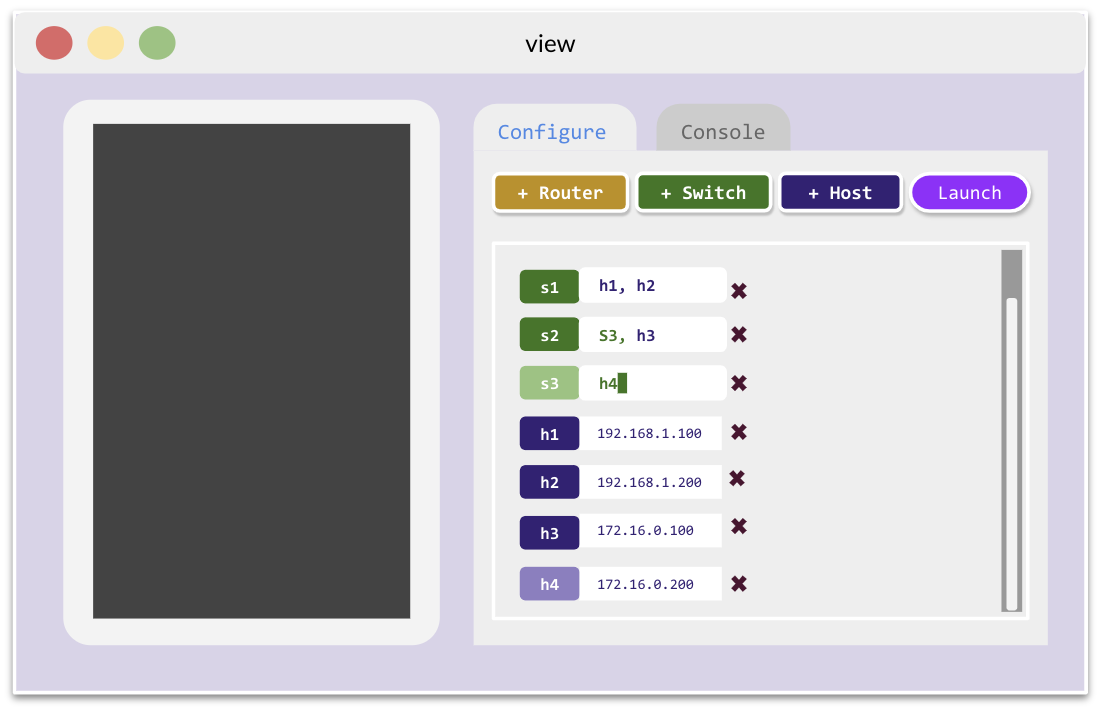 view
Configure Console
+ Router + Switch + Host Launch
s1 h1, h2
s2 S3, h3
s3 h4
h1 192.168.1.100
h2 192.168.1.200
h3 172.16.0.100
h4 172.16.0.200